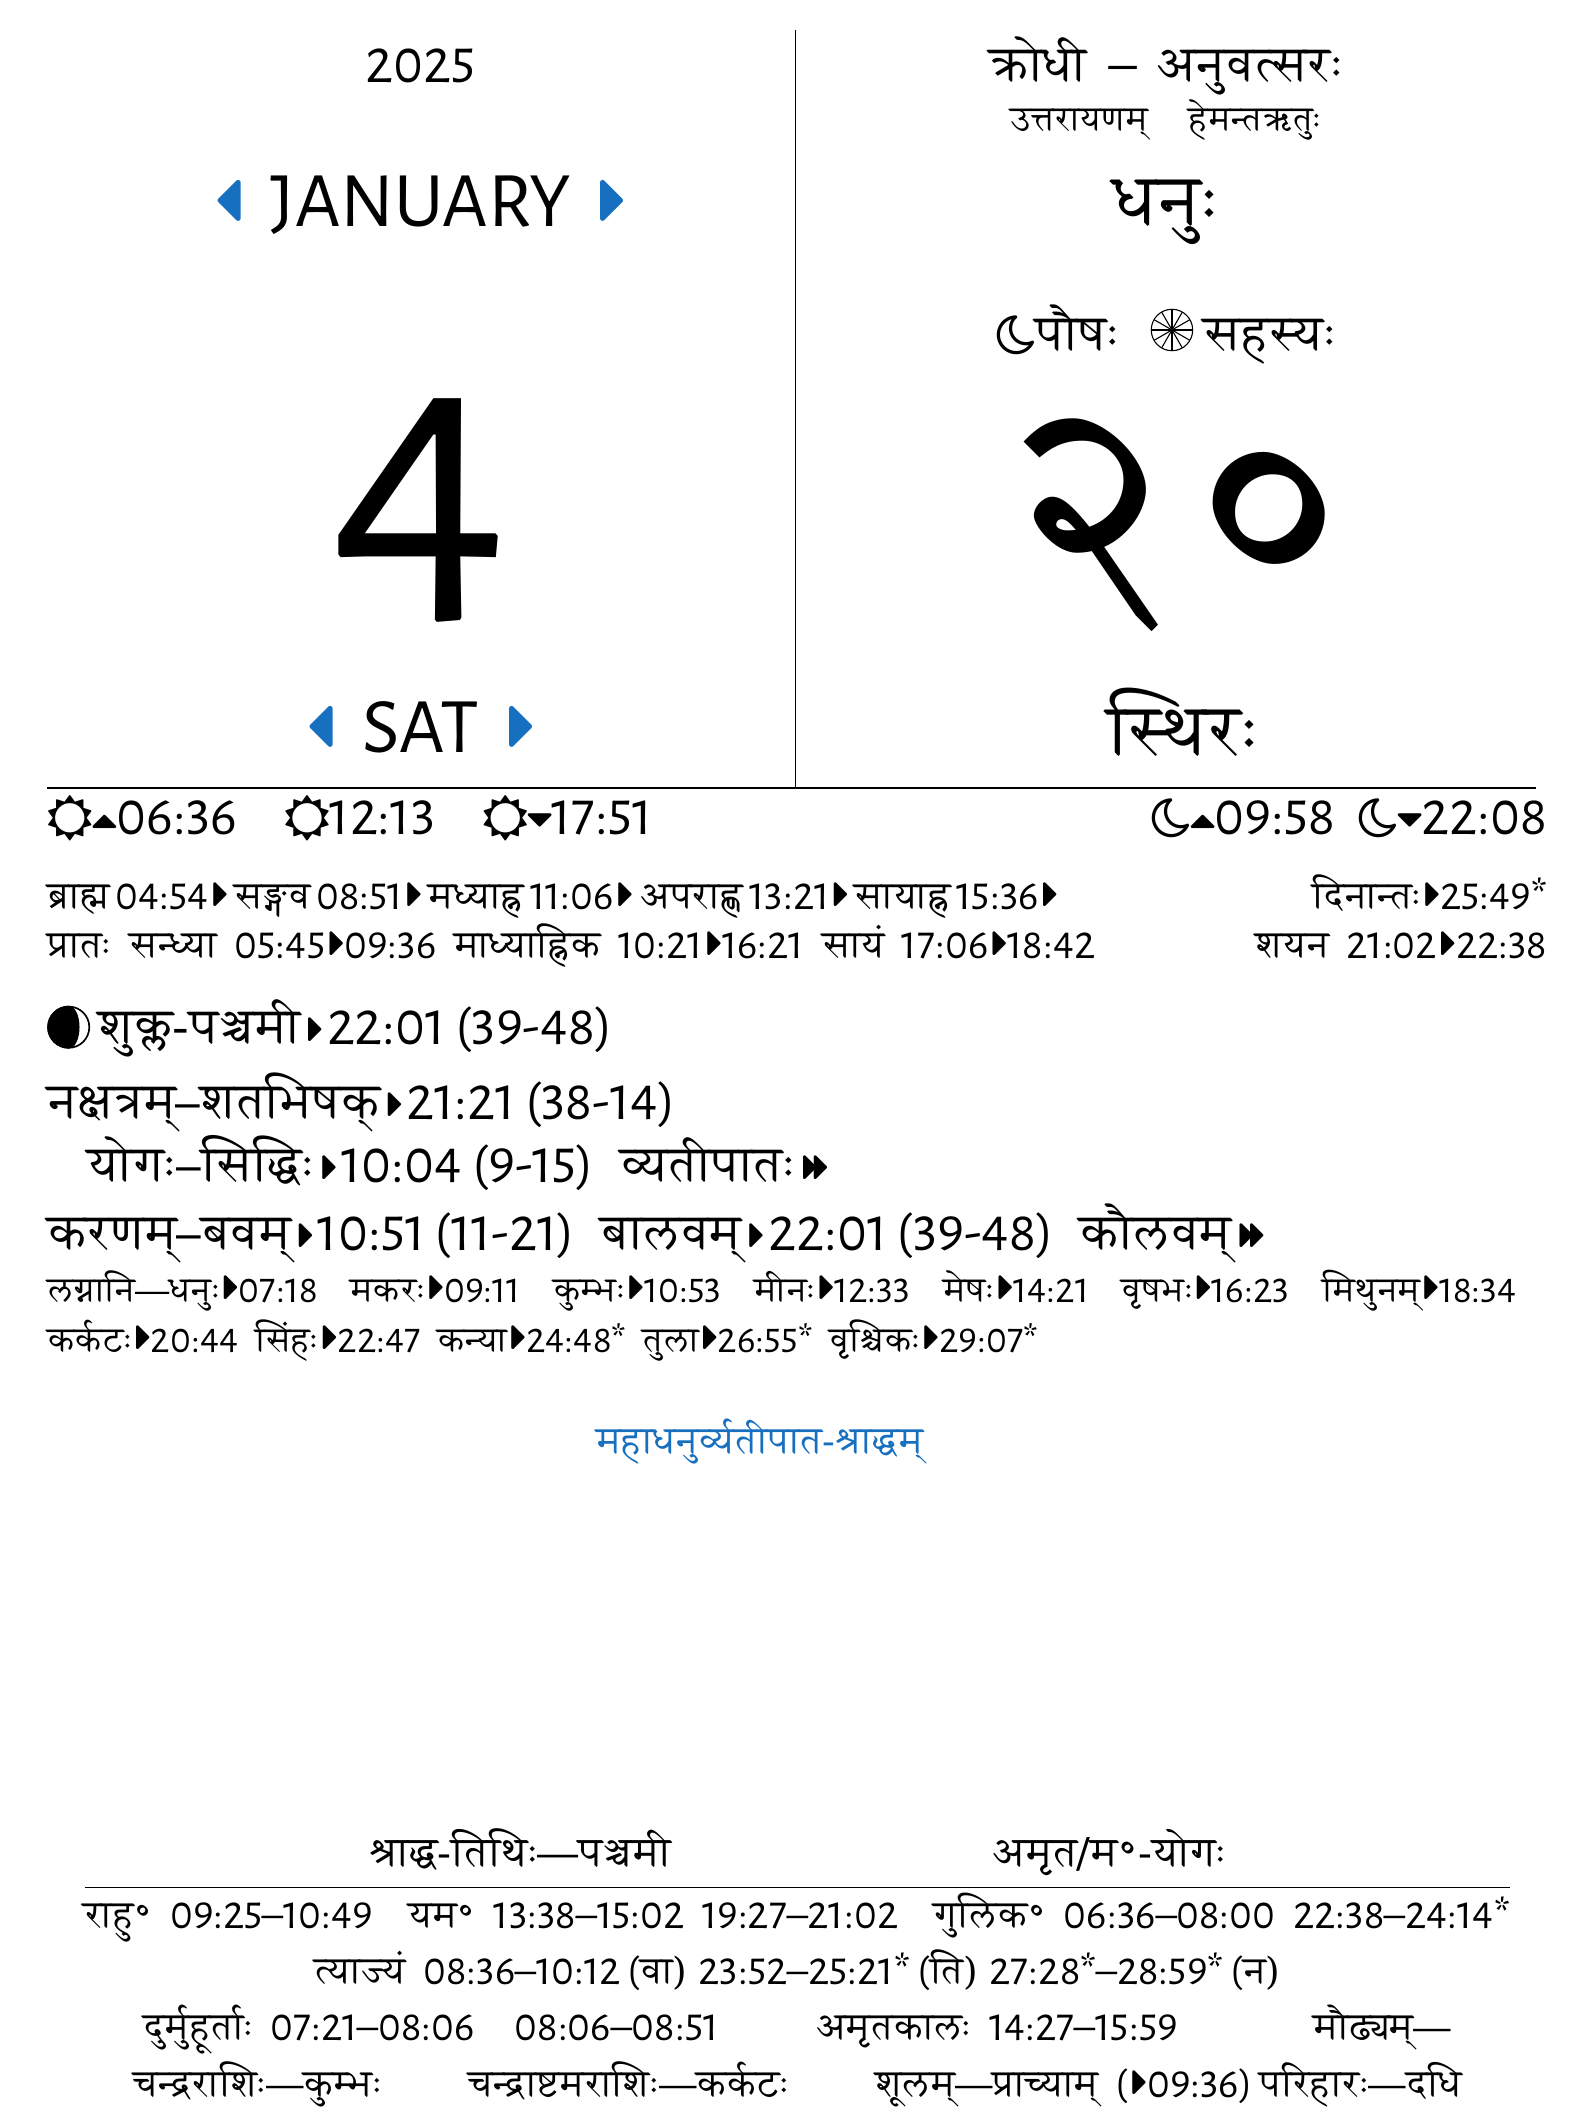 2025
JANUARY
4
SAT
क्रोधी – अनुवत्सरः
उत्तरायणम् हेमन्तऋतुः
धनुः
पौषः सहस्यः
२०
स्थिरः
06:36 12:13 17:51 09:58 22:08
ब्राह्म 04:54 सङ्गव 08:51 मध्याह्न 11:06 अपराह्ण 13:21 सायाह्न 15:36 दिनान्तः 25:49*
प्रातः सन्ध्या 05:45 09:36 माध्याह्निक 10:21 16:21 सायं 17:06 18:42 शयन 21:02 22:38
शुक्ल-पञ्चमी 22:01 (39-48)
नक्षत्रम्–शतभिषक् 21:21 (38-14)
योगः–सिद्धिः 10:04 (9-15) व्यतीपातः
करणम्–बवम् 10:51 (11-21) बालवम् 22:01 (39-48) कौलवम्
लग्नानि—धनुः 07:18 मकरः 09:11 कुम्भः 10:53 मीनः 12:33 मेषः 14:21 वृषभः 16:23 मिथुनम् 18:34
कर्कटः 20:44 सिंहः 22:47 कन्या 24:48* तुला 26:55* वृश्चिकः 29:07*
महाधनुर्व्यतीपात-श्राद्धम्
श्राद्ध-तिथिः—पञ्चमी अमृत/म॰-योगः
राहु॰ 09:25–10:49 यम॰ 13:38–15:02 19:27–21:02 गुलिक॰ 06:36–08:00 22:38–24:14*
त्याज्यं 08:36–10:12 (वा) 23:52–25:21* (ति) 27:28*–28:59* (न)
दुर्मुहूर्ताः 07:21–08:06 08:06–08:51 अमृतकालः 14:27–15:59 मौढ्यम्—
चन्द्रराशिः—कुम्भः चन्द्राष्टमराशिः—कर्कटः शूलम्—प्राच्याम् (09:36) परिहारः—दधि